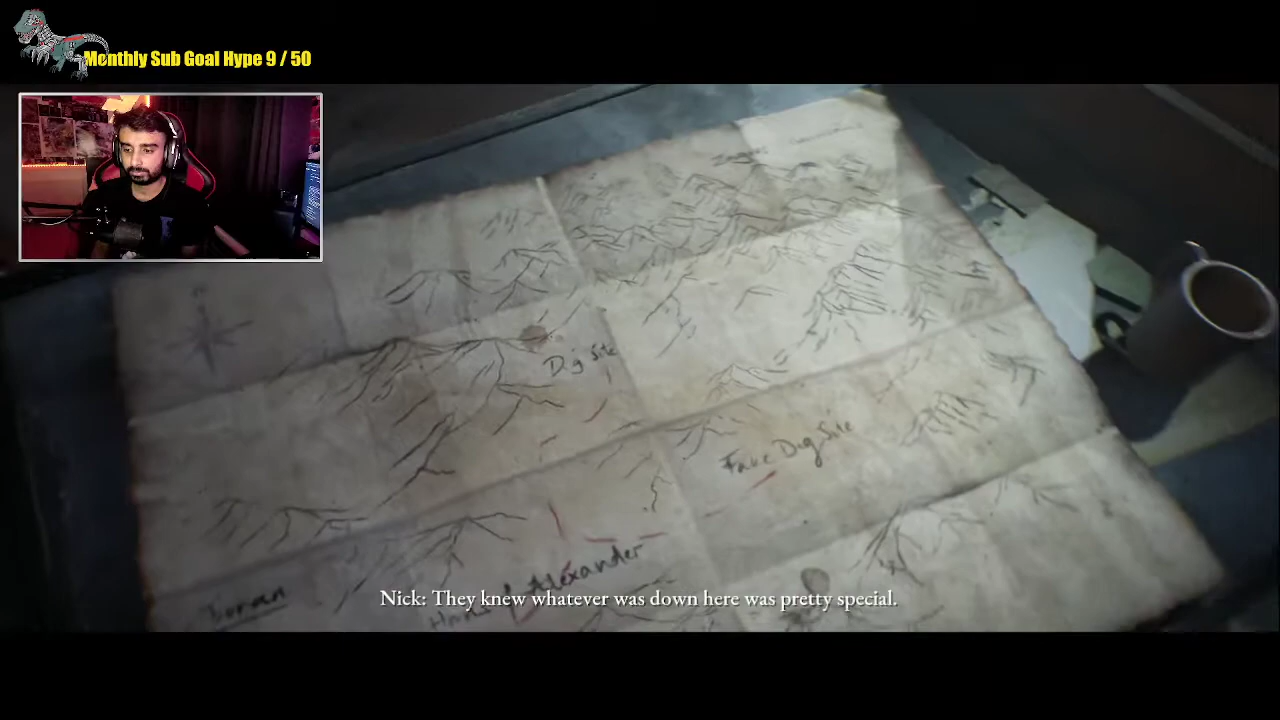 Monthly Sub Goal Hype 9 / 50
Dig Site
Fake Dig Site
Alexander
Nick: They knew whatever was down here was pretty special.